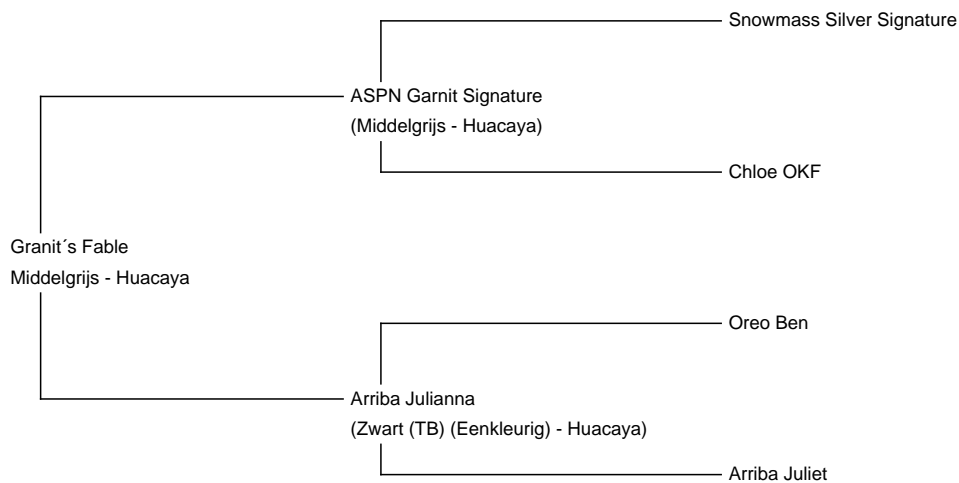 Snowmass Silver Signature
ASPN Garnit Signature
(Middelgrijs - Huacaya)
Chloe OKF
Granit´s Fable
Middelgrijs - Huacaya
Oreo Ben
Arriba Julianna
(Zwart (TB) (Eenkleurig) - Huacaya)
Arriba Juliet